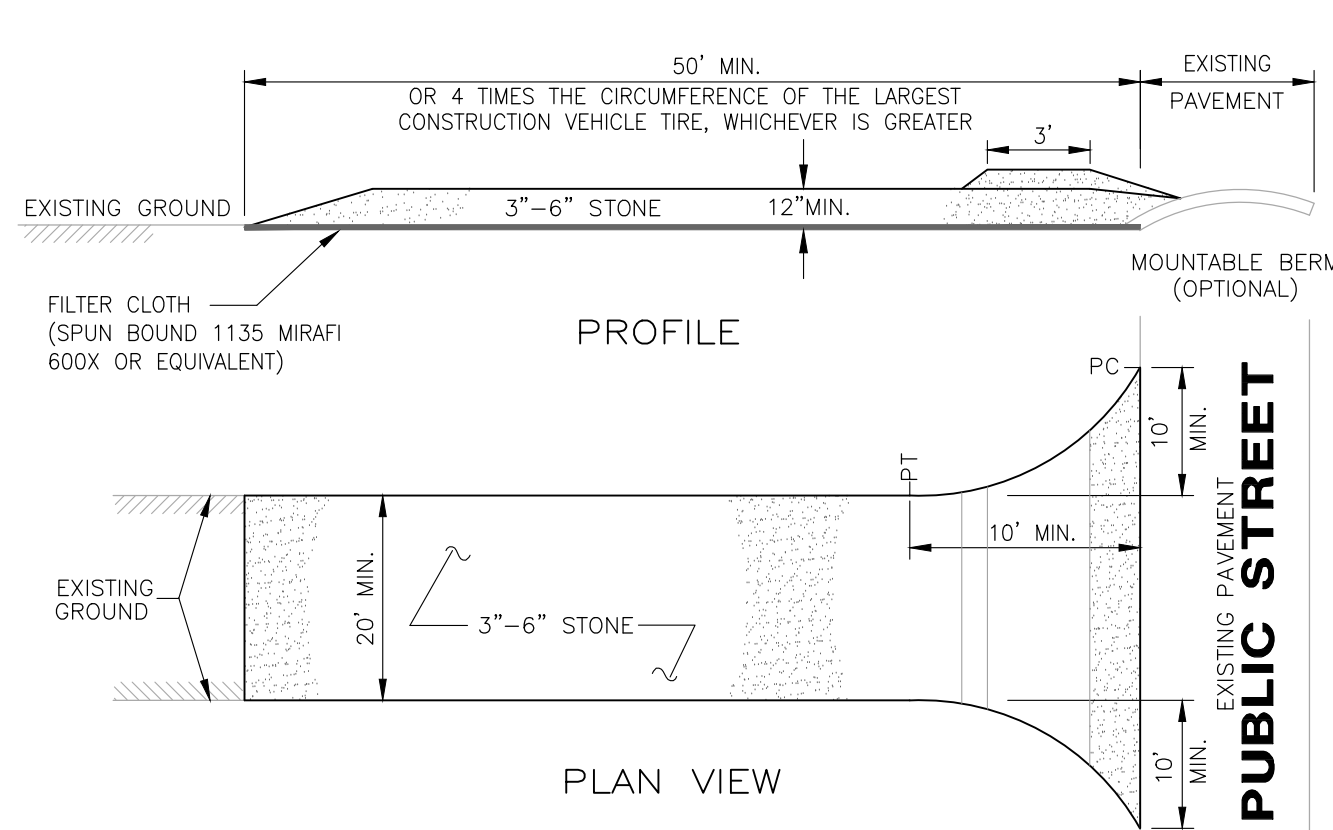 50' MIN.
OR 4 TIMES THE CIRCUMFERENCE OF THE LARGEST
CONSTRUCTION VEHICLE TIRE, WHICHEVER IS GREATER
EXISTING
PAVEMENT
3'
EXISTING GROUND
3"-6" STONE
12"MIN.
MOUNTABLE BERM
(OPTIONAL)
FILTER CLOTH
(SPUN BOUND 1135 MIRAFI
600X OR EQUIVALENT)
PROFILE
PC
10'
MIN.
PT
10' MIN.
EXISTING
GROUND
20' MIN.
3"-6" STONE
EXISTING PAVEMENT
PUBLIC STREET
10'
MIN.
PLAN VIEW